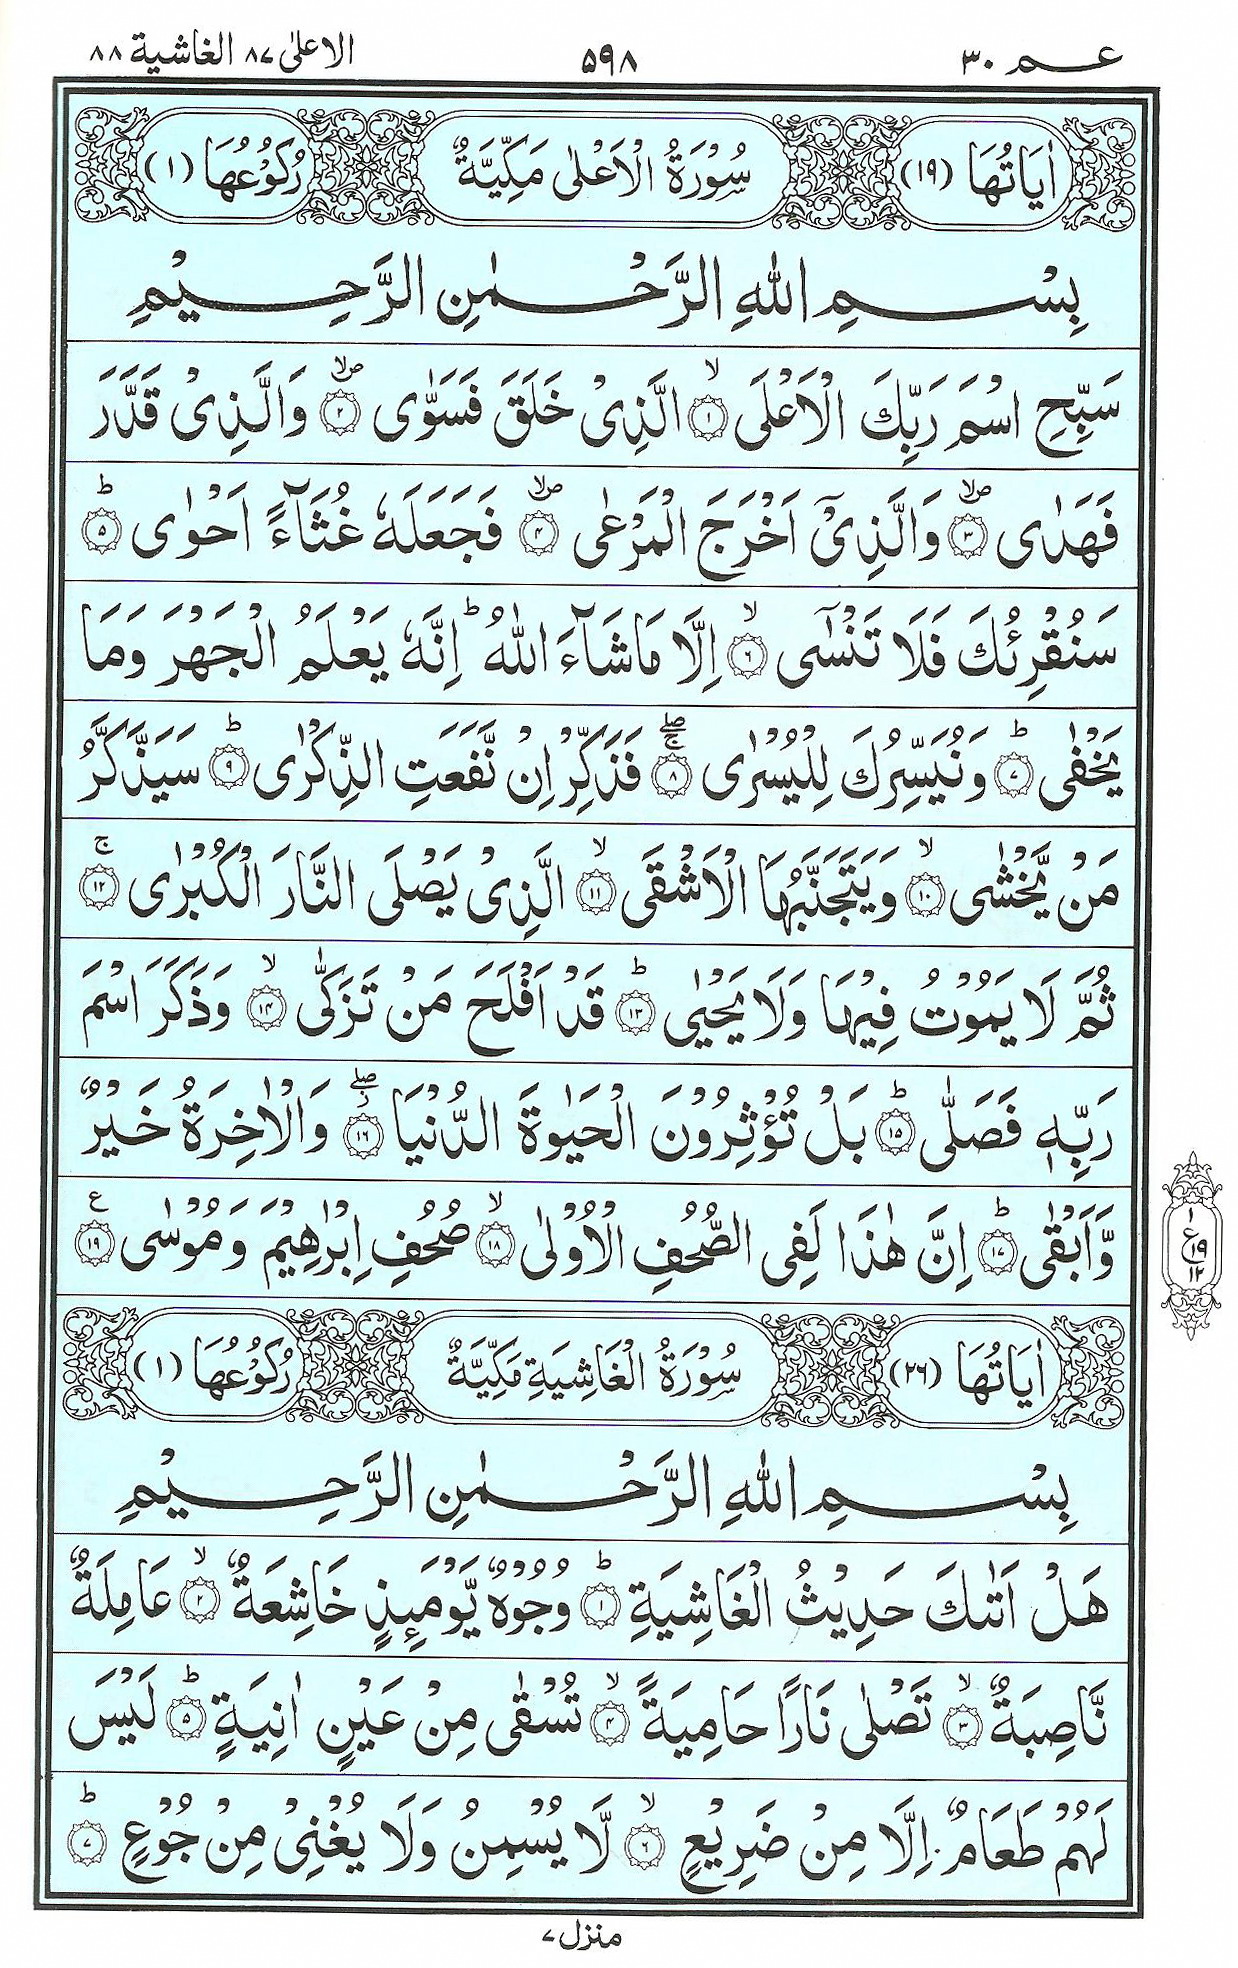 عـم ٣٠ ٥٩٨ الاعلىٰ ٨٧ الغاشية ٨٨
اٰيَاتُهَا (١٩) سُوْرَةُ الْاَعْلٰى مَكِّيَّةٌ رُكُوْعُهَا (١)
بِسْمِ اللّٰهِ الرَّحْمٰنِ الرَّحِيْمِ
سَبِّحِ اسْمَ رَبِّكَ الْاَعْلَى ۙ﴿١﴾ الَّذِىْ خَلَقَ فَسَوّٰى ۪ۙ﴿٢﴾ وَالَّذِىْ قَدَّرَ
فَهَدٰى ۪ۙ﴿٣﴾ وَالَّذِىْۤ اَخْرَجَ الْمَرْعٰى ۪ۙ﴿٤﴾ فَجَعَلَهٗ غُثَآءً اَحْوٰى ؕ﴿٥﴾
سَنُقْرِئُكَ فَلَا تَنْسٰٓى ۙ﴿٦﴾ اِلَّا مَا شَآءَ اللّٰهُ ؕ اِنَّهٗ يَعْلَمُ الْجَهْرَ وَمَا
يَخْفٰى ؕ﴿٧﴾ وَنُيَسِّرُكَ لِلْيُسْرٰى ۚۖ﴿٨﴾ فَذَكِّرْ اِنْ نَّفَعَتِ الذِّكْرٰى ؕ﴿٩﴾ سَيَذَّكَّرُ
مَنْ يَّخْشٰى ۙ﴿١٠﴾ وَيَتَجَنَّبُهَا الْاَشْقَى ۙ﴿١١﴾ الَّذِىْ يَصْلَى النَّارَ الْكُبْرٰى ۚ﴿١٢﴾
ثُمَّ لَا يَمُوْتُ فِيْهَا وَلَا يَحْيٰى ؕ﴿١٣﴾ قَدْ اَفْلَحَ مَنْ تَزَكّٰى ۙ﴿١٤﴾ وَذَكَرَ اسْمَ
رَبِّهٖ فَصَلّٰى ؕ﴿١٥﴾ بَلْ تُؤْثِرُوْنَ الْحَيٰوةَ الدُّنْيَا ۖ﴿١٦﴾ وَالْاٰخِرَةُ خَيْرٌ
وَّاَبْقٰى ؕ﴿١٧﴾ اِنَّ هٰذَا لَفِى الصُّحُفِ الْاُوْلٰى ۙ﴿١٨﴾ صُحُفِ اِبْرٰهِيْمَ وَمُوْسٰى ﴿١٩﴾ ع
١
ع ١٩
١٢
اٰيَاتُهَا (٢٦) سُوْرَةُ الْغَاشِيَةِ مَكِّيَّةٌ رُكُوْعُهَا (١)
بِسْمِ اللّٰهِ الرَّحْمٰنِ الرَّحِيْمِ
هَلْ اَتٰىكَ حَدِيْثُ الْغَاشِيَةِ ؕ﴿١﴾ وُجُوْهٌ يَّوْمَئِذٍ خَاشِعَةٌ ۙ﴿٢﴾ عَامِلَةٌ
نَّاصِبَةٌ ۙ﴿٣﴾ تَصْلٰى نَارًا حَامِيَةً ۙ﴿٤﴾ تُسْقٰى مِنْ عَيْنٍ اٰنِيَةٍ ؕ﴿٥﴾ لَيْسَ
لَهُمْ طَعَامٌ اِلَّا مِنْ ضَرِيْعٍ ۙ﴿٦﴾ لَّا يُسْمِنُ وَلَا يُغْنِىْ مِنْ جُوْعٍ ؕ﴿٧﴾
منزل ٧